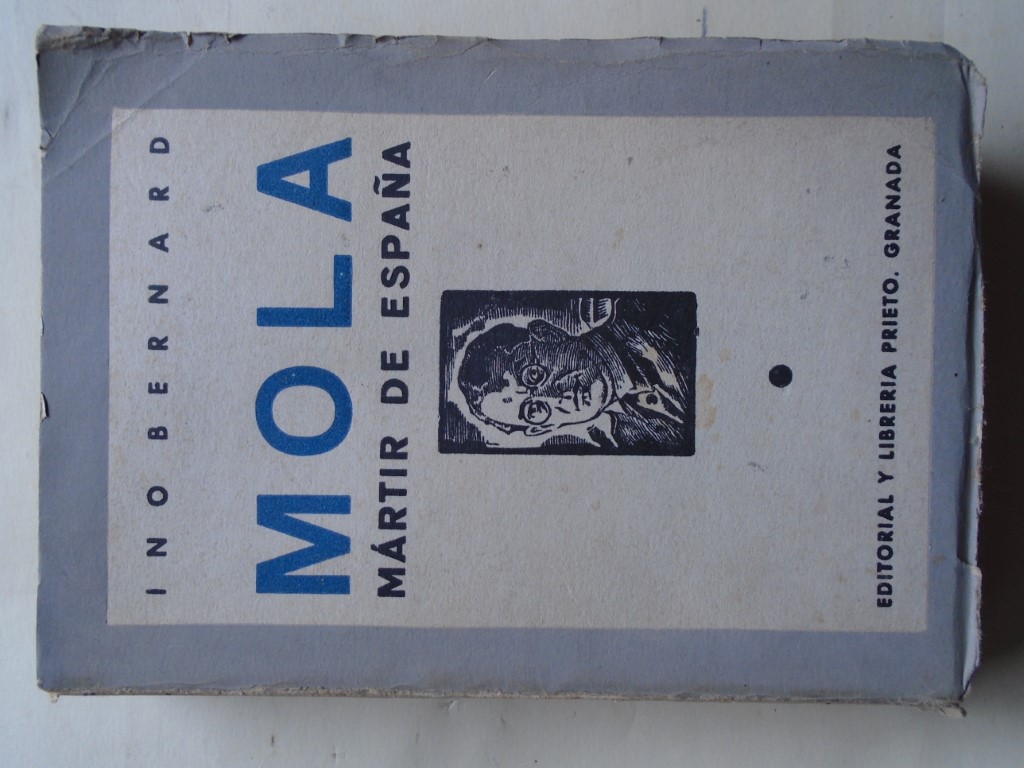 INO BERNARD
MOLA
MÁRTIR DE ESPAÑA
EDITORIAL Y LIBRERIA PRIETO. GRANADA